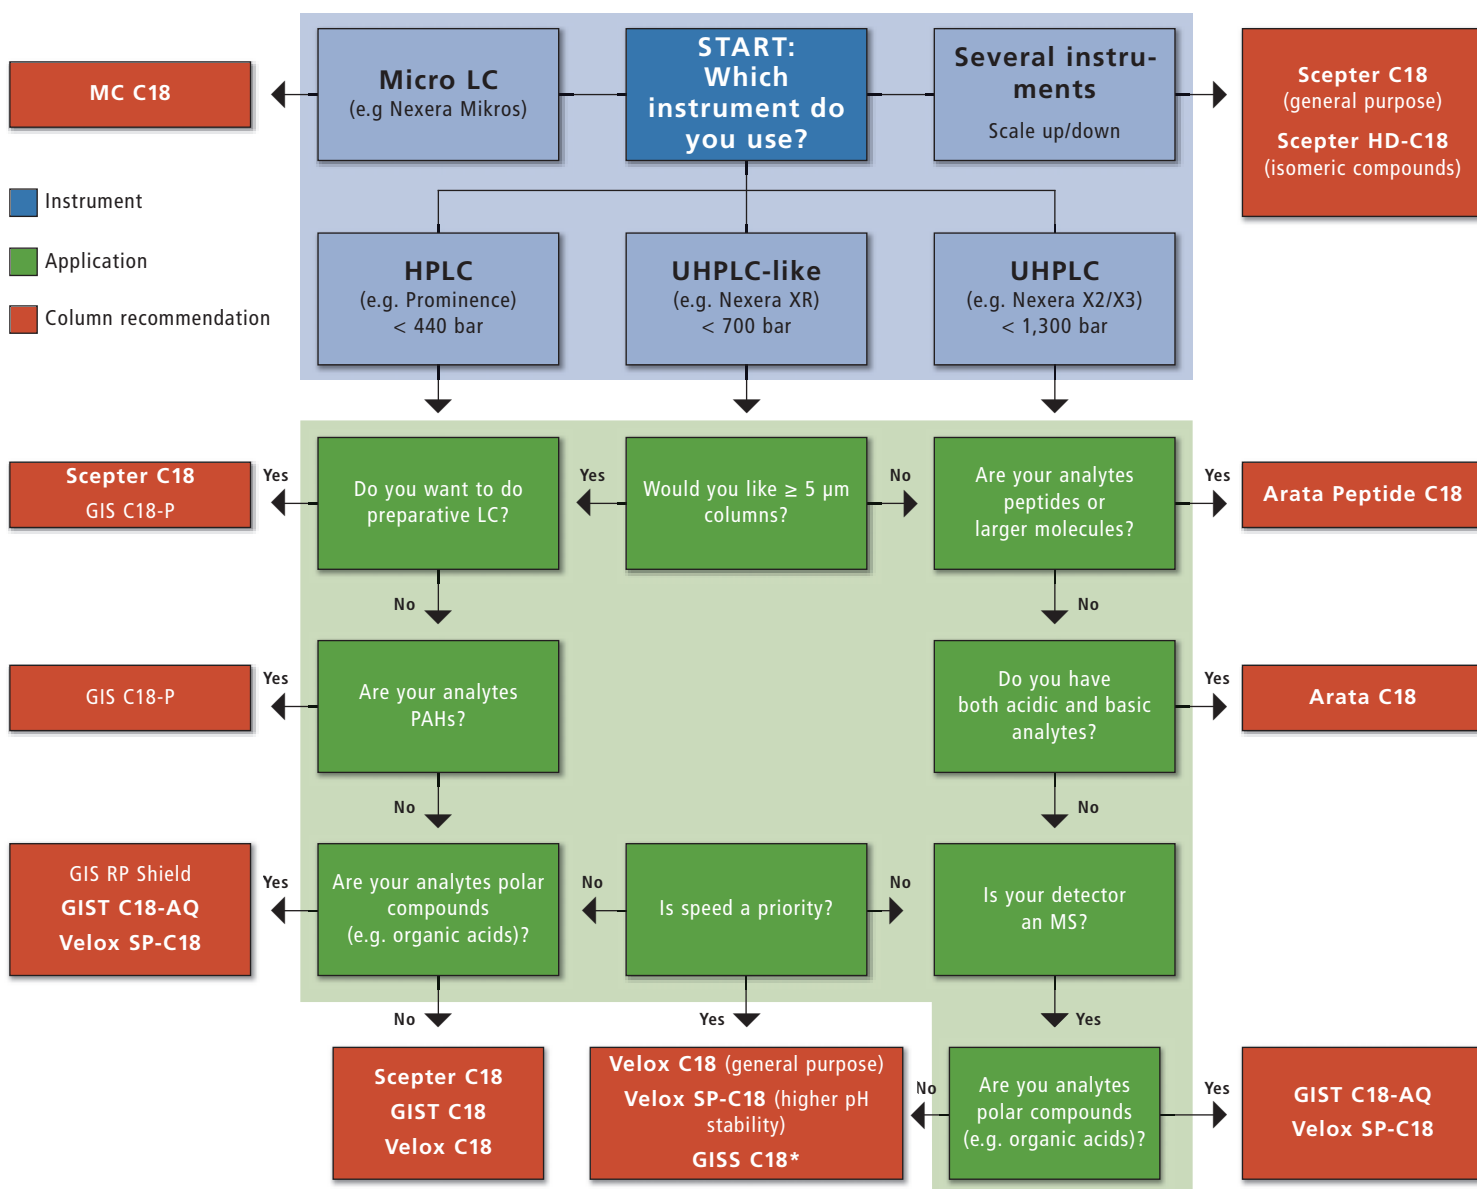 MC C18
Micro LC
(e.g Nexera Mikros)
START:
Which
instrument do
you use?
Several instru-
ments
Scale up/down
Scepter C18
(general purpose)
Scepter HD-C18
(isomeric compounds)
Instrument
Application
Column recommendation
HPLC
(e.g. Prominence)
< 440 bar
UHPLC-like
(e.g. Nexera XR)
< 700 bar
UHPLC
(e.g. Nexera X2/X3)
< 1,300 bar
Scepter C18
GIS C18-P
Yes
Do you want to do
preparative LC?
Yes
Would you like ≥ 5 µm
columns?
No
Are your analytes
peptides or
larger molecules?
Yes
Arata Peptide C18
No
No
GIS C18-P
Yes
Are your analytes
PAHs?
Do you have
both acidic and basic
analytes?
Yes
Arata C18
No
No
GIS RP Shield
GIST C18-AQ
Velox SP-C18
Yes
Are your analytes polar
compounds
(e.g. organic acids)?
No
Is speed a priority?
No
Is your detector
an MS?
No
Yes
Yes
Scepter C18
GIST C18
Velox C18
Velox C18 (general purpose)
Velox SP-C18 (higher pH
stability)
GISS C18*
No
Are you analytes
polar compounds
(e.g. organic acids)?
Yes
GIST C18-AQ
Velox SP-C18